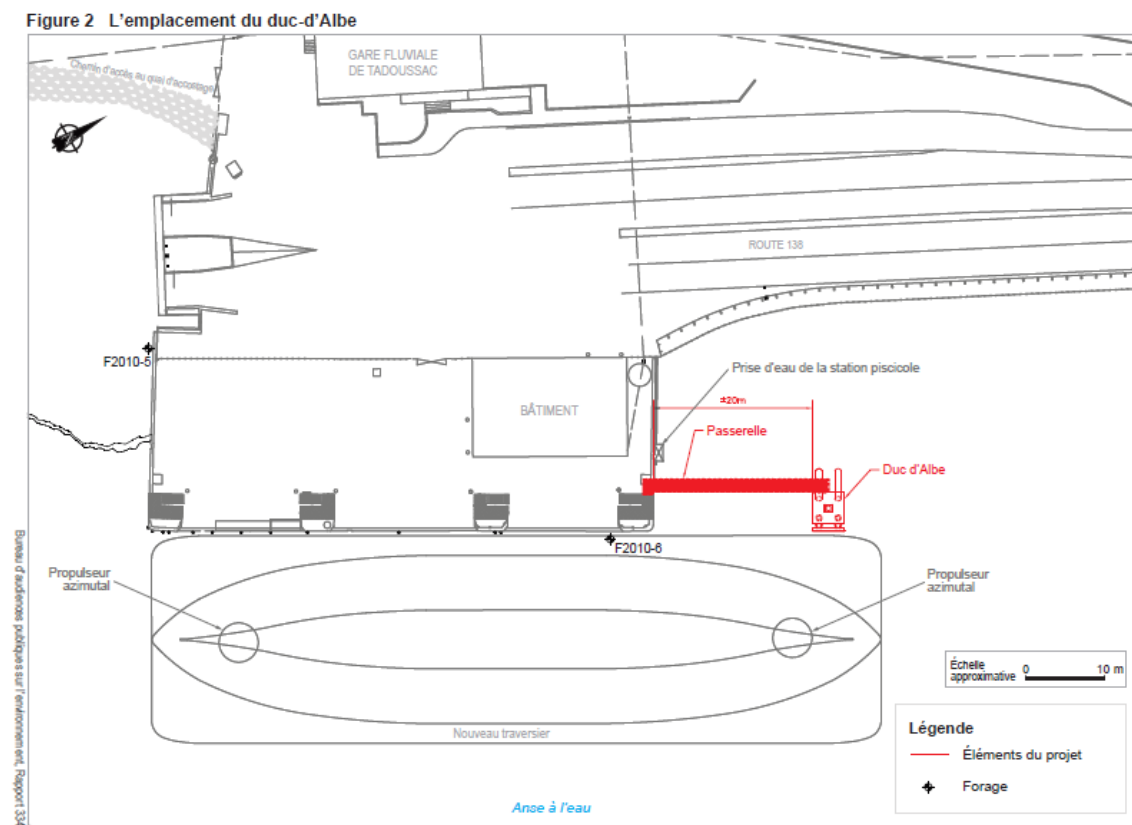 Figure 2 L'emplacement du duc-d'Albe
GARE FLUVIALE
DE TADOUSSAC
Chemin d'accès au quai d'accostage
ROUTE 138
F2010-5
Prise d'eau de la station piscicole
±20m
BÂTIMENT
Passerelle
Duc d'Albe
F2010-6
Propulseur
azimutal
Propulseur
azimutal
Échelle
approximative
0 10 m
Nouveau traversier
Légende
Éléments du projet
Forage
Anse à l'eau
Bureau d'audiences publiques sur l'environnement, Rapport 334